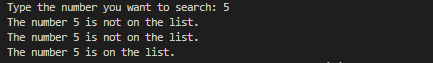 Type the number you want to search: 5
The number 5 is not on the list.
The number 5 is not on the list.
The number 5 is on the list.